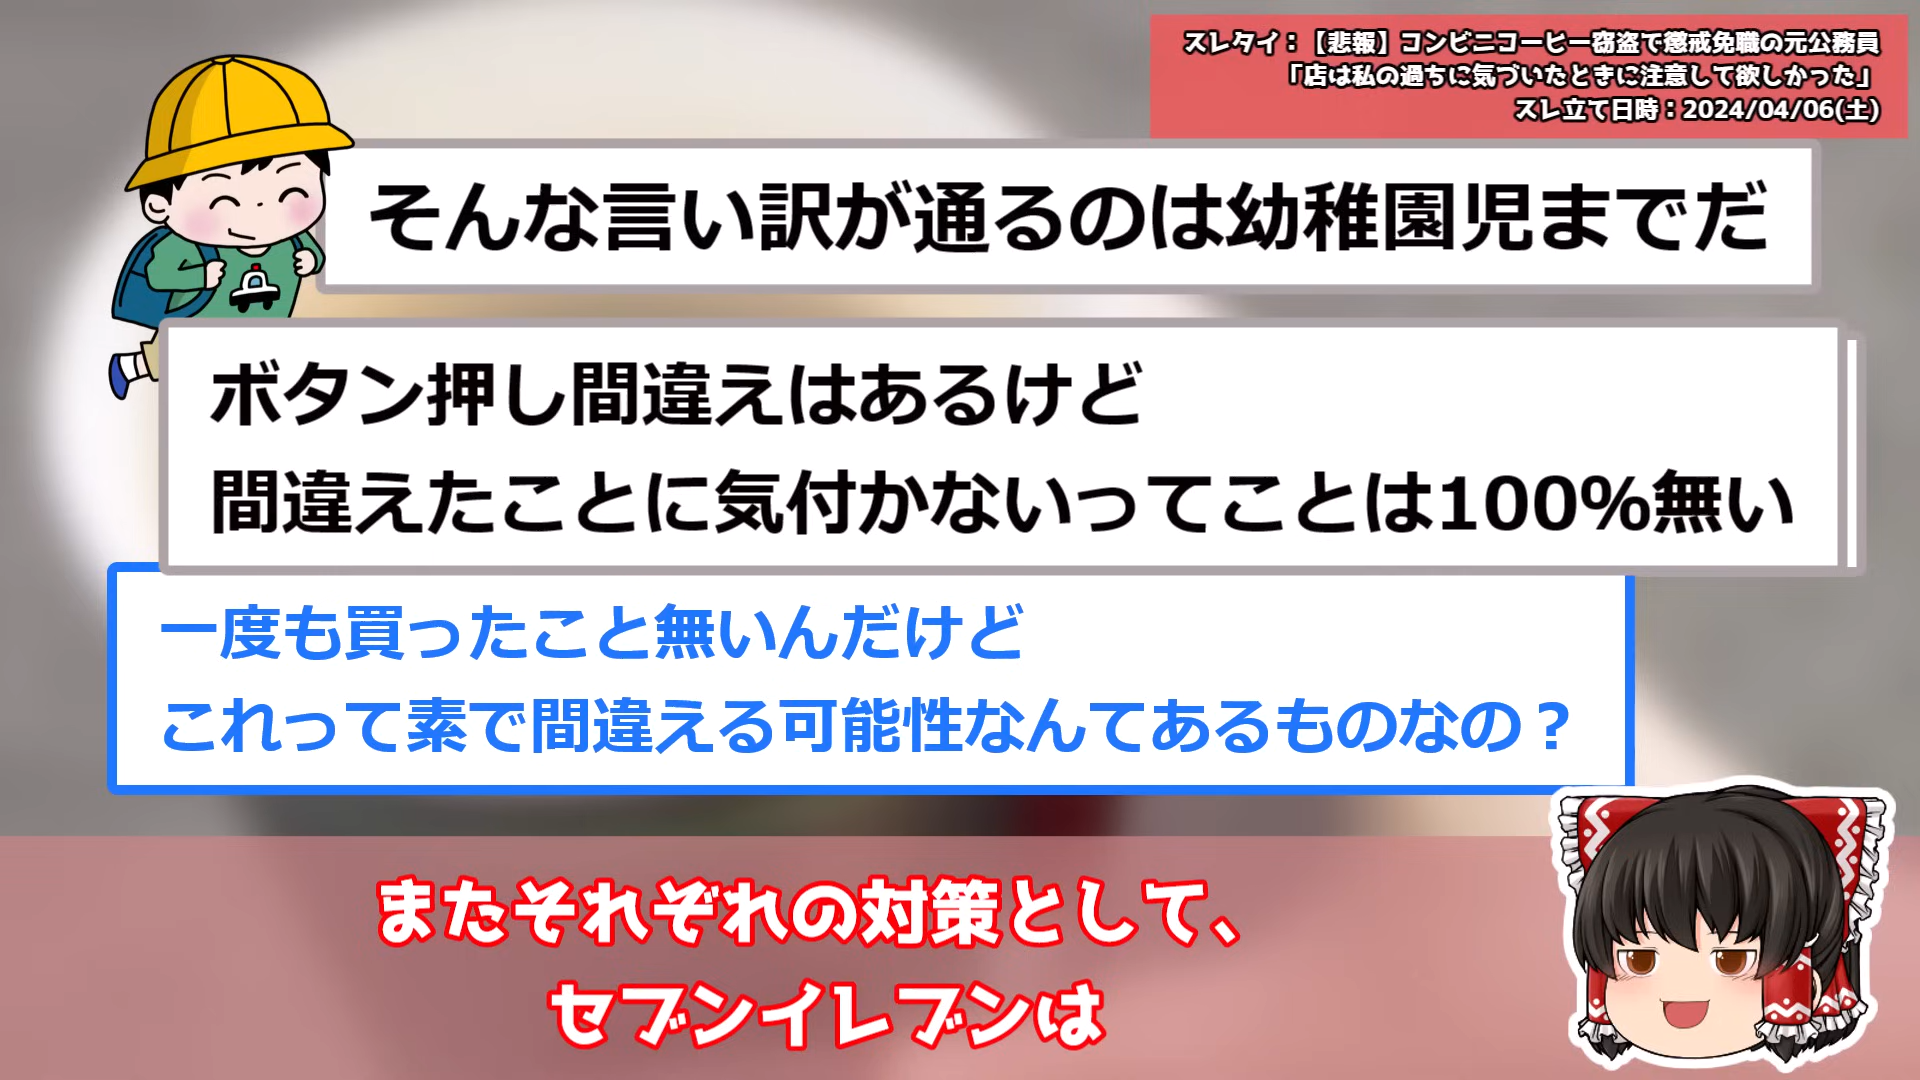 スレタイ：【悲報】コンビニコーヒー窃盗で懲戒免職の元公務員
「店は私の過ちに気づいたときに注意して欲しかった」
スレ立て日時：2024/04/06(土)
そんな言い訳が通るのは幼稚園児までだ
ボタン押し間違えはあるけど
間違えたことに気付かないってことは100%無い
一度も買ったこと無いんだけど
これって素で間違える可能性なんてあるものなの？
またそれぞれの対策として、
セブンイレブンは